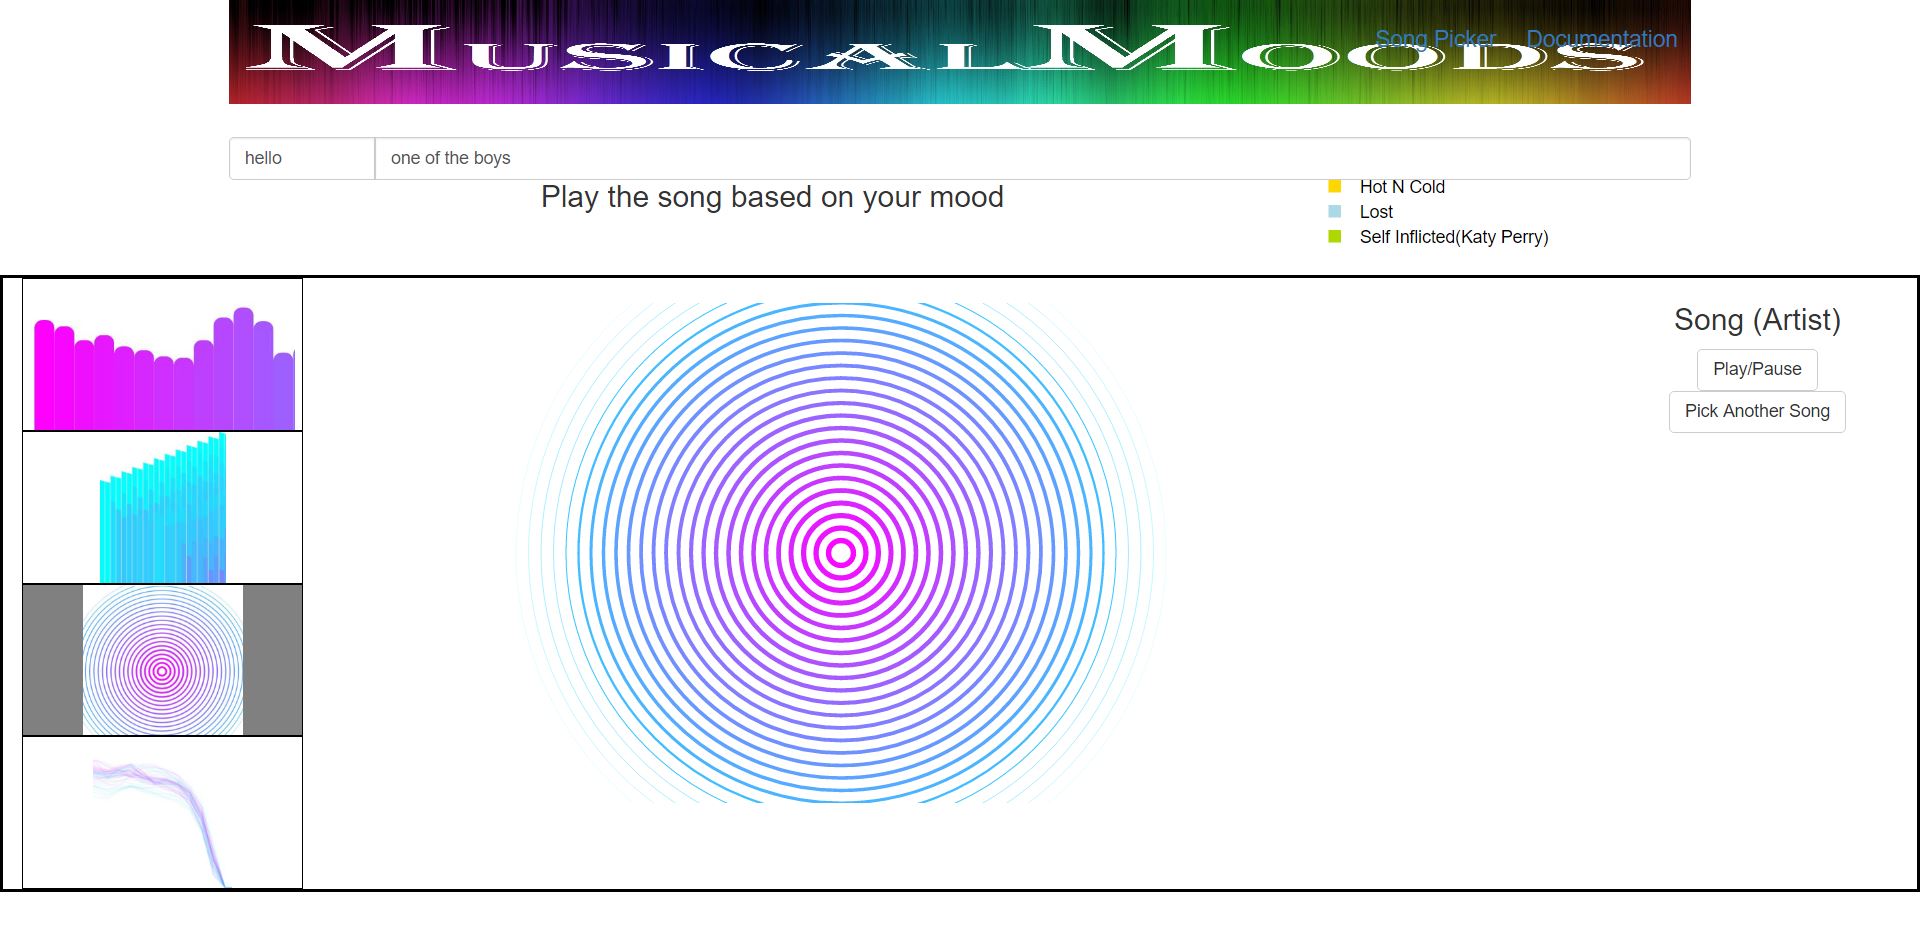 MusicalMoods
Song Picker Documentation
hello one of the boys
Play the song based on your mood
Hot N Cold
Lost
Self Inflicted(Katy Perry)
Song (Artist)
Play/Pause
Pick Another Song